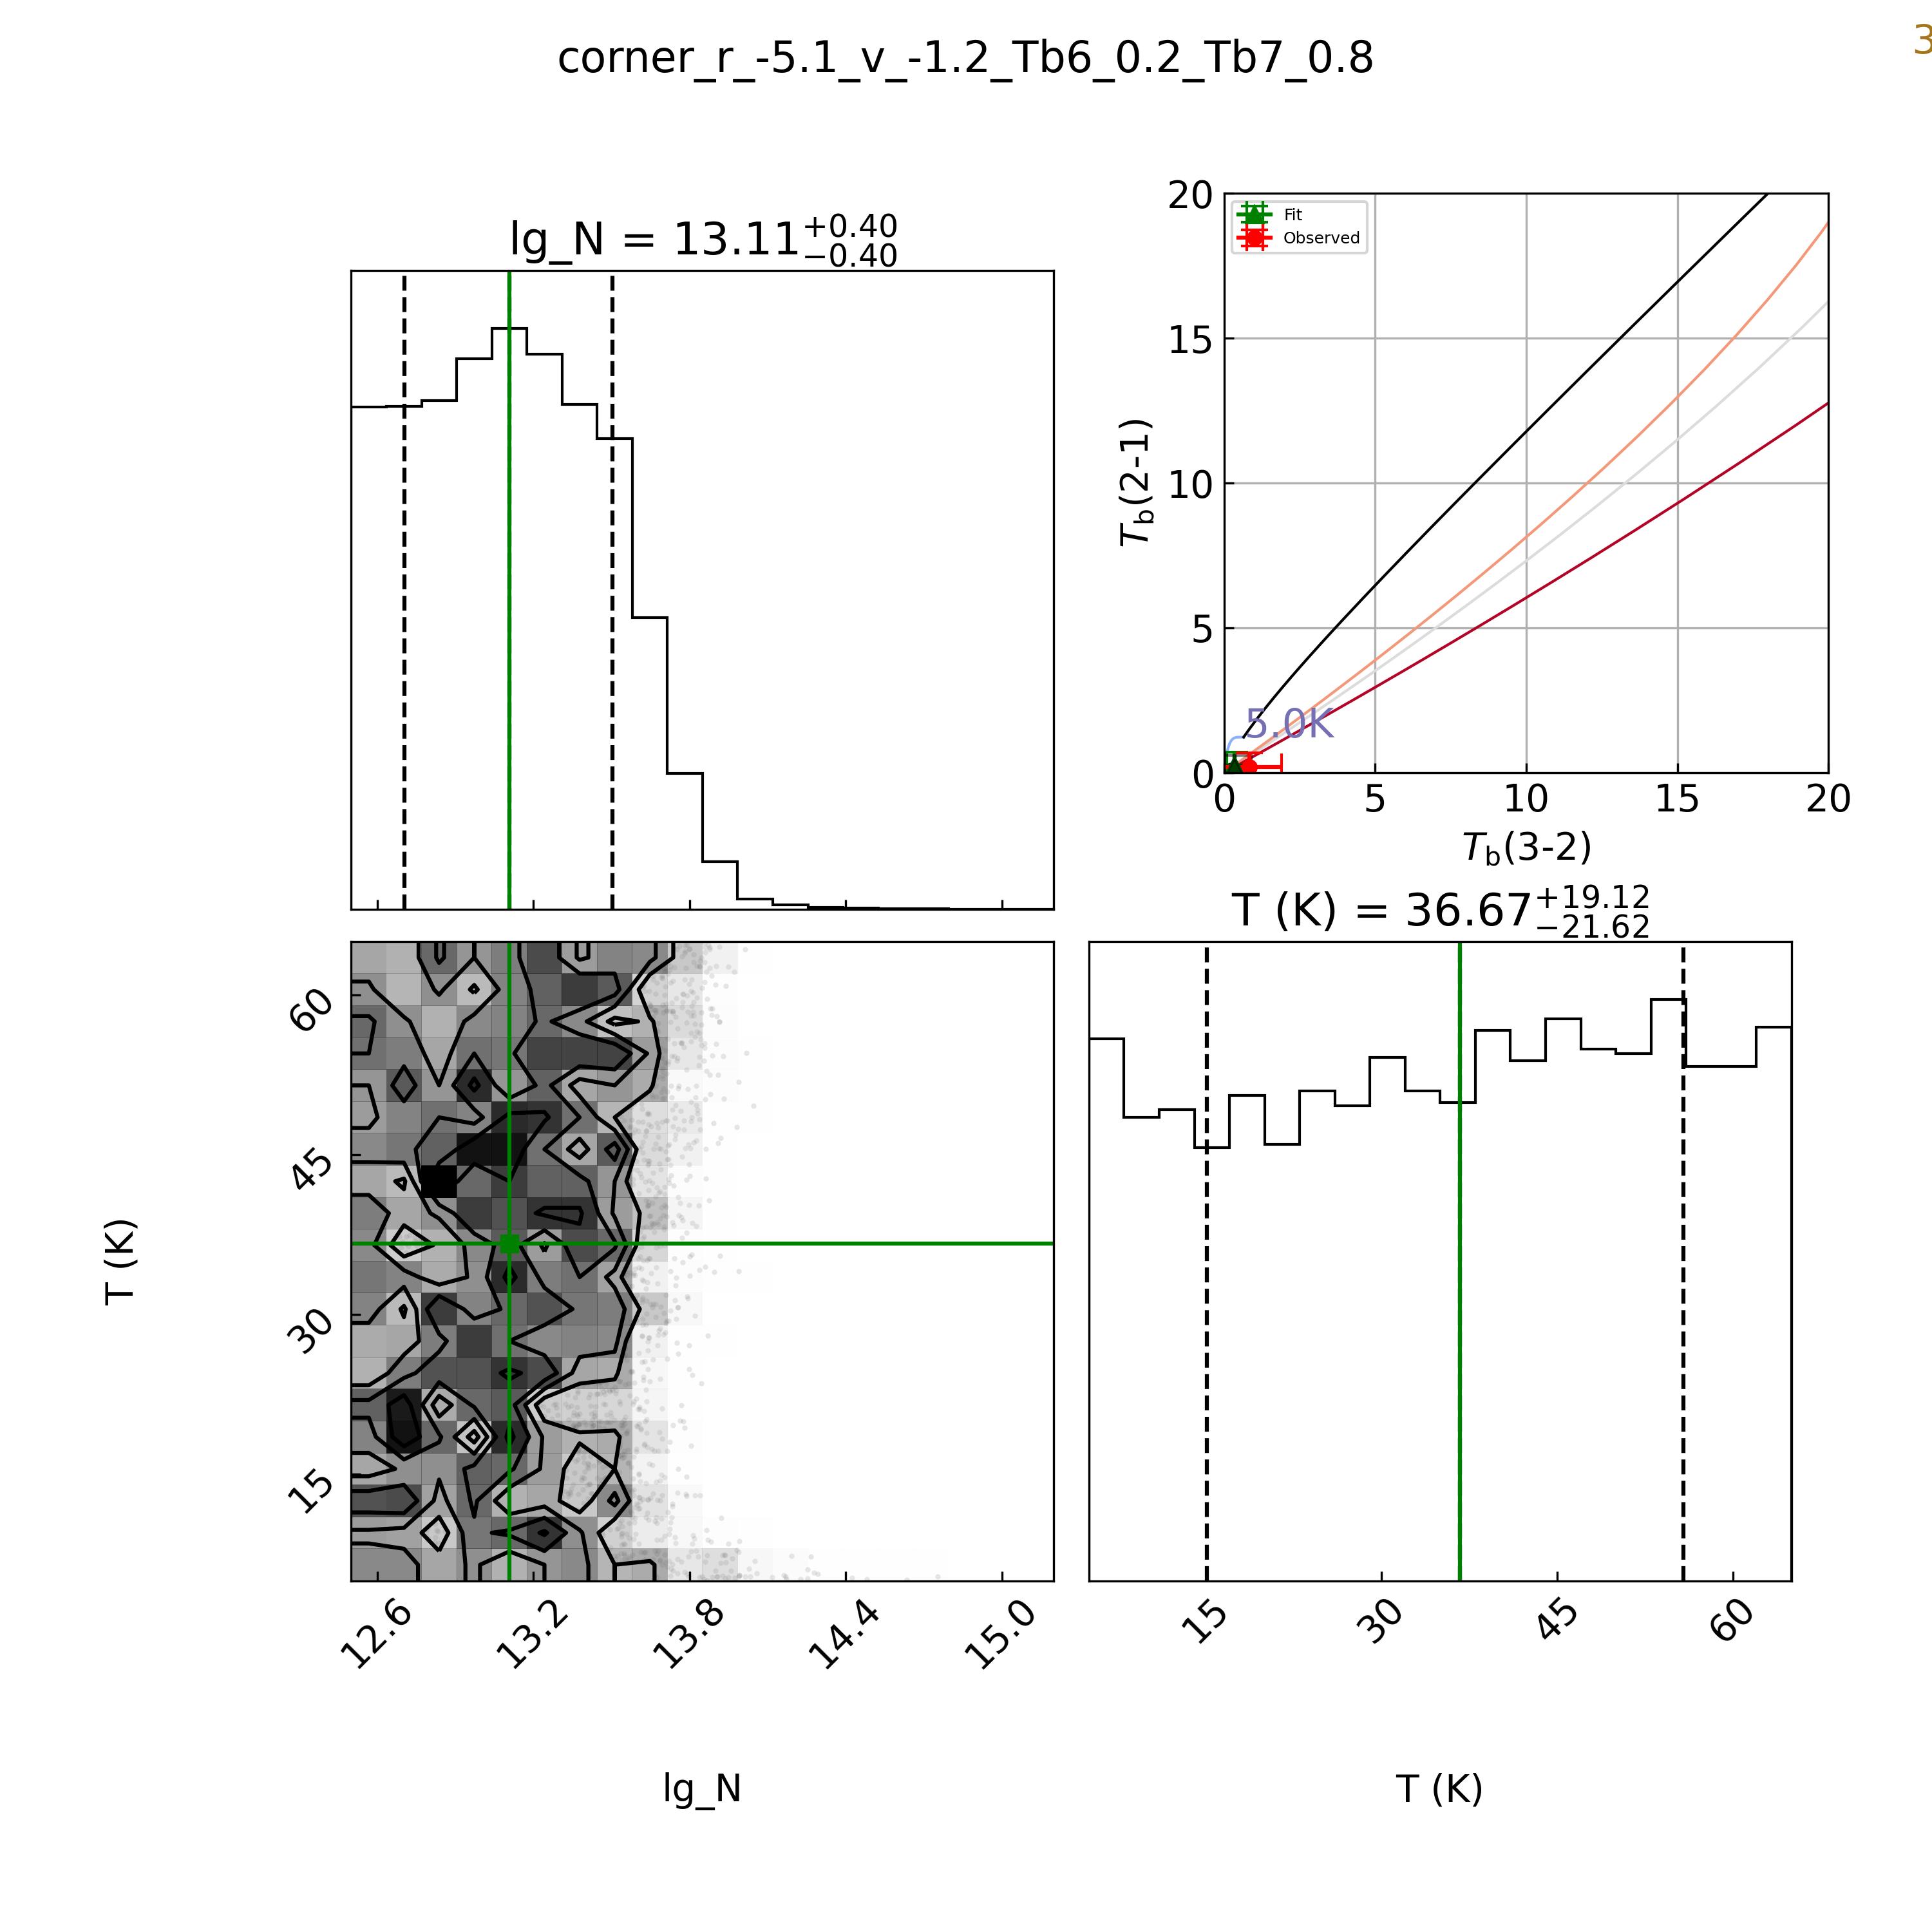 corner_r_-5.1_v_-1.2_Tb6_0.2_Tb7_0.8
3
lg_N = 13.11+0.40−0.40
Fit
Observed
20
15
10
5
0
Tb(2-1)
5.0K
0 5 10 15 20
Tb(3-2)
T (K) = 36.67+19.12−21.62
60
45
30
15
T (K)
12.6 13.2 13.8 14.4 15.0
15 30 45 60
lg_N
T (K)